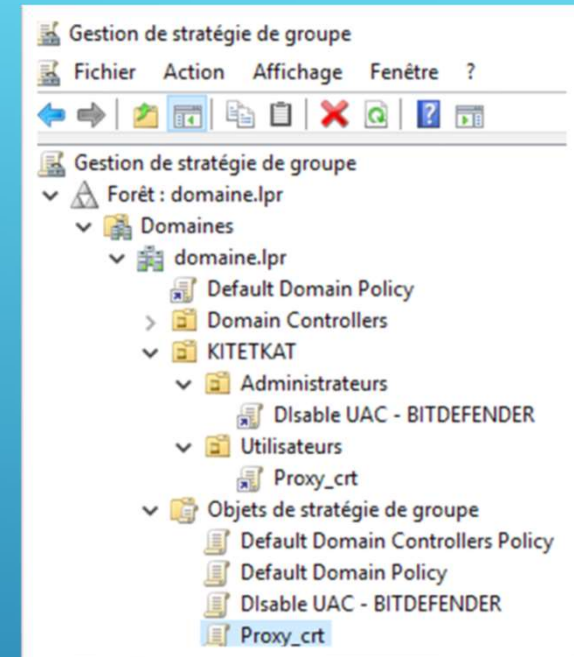 Gestion de stratégie de groupe
Fichier Action Affichage Fenêtre ?
Gestion de stratégie de groupe
Forêt : domaine.lpr
Domaines
domaine.lpr
Default Domain Policy
Domain Controllers
KITETKAT
Administrateurs
DIsable UAC - BITDEFENDER
Utilisateurs
Proxy_crt
Objets de stratégie de groupe
Default Domain Controllers Policy
Default Domain Policy
DIsable UAC - BITDEFENDER
Proxy_crt